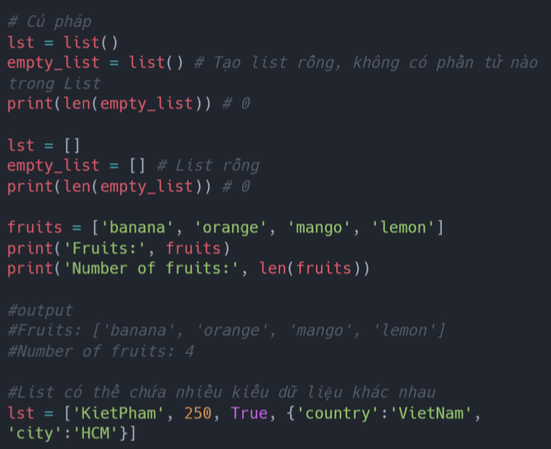 # Cú pháp
lst = list()
empty_list = list() # Tạo list rỗng, không có phần tử nào
trong List
print(len(empty_list)) # 0
lst = []
empty_list = [] # List rỗng
print(len(empty_list)) # 0
fruits = ['banana', 'orange', 'mango', 'lemon']
print('Fruits:', fruits)
print('Number of fruits:', len(fruits))
#output
#Fruits: ['banana', 'orange', 'mango', 'lemon']
#Number of fruits: 4
#List có thể chứa nhiều kiểu dữ liệu khác nhau
lst = ['KietPham', 250, True, {'country':'VietNam',
'city':'HCM'}]